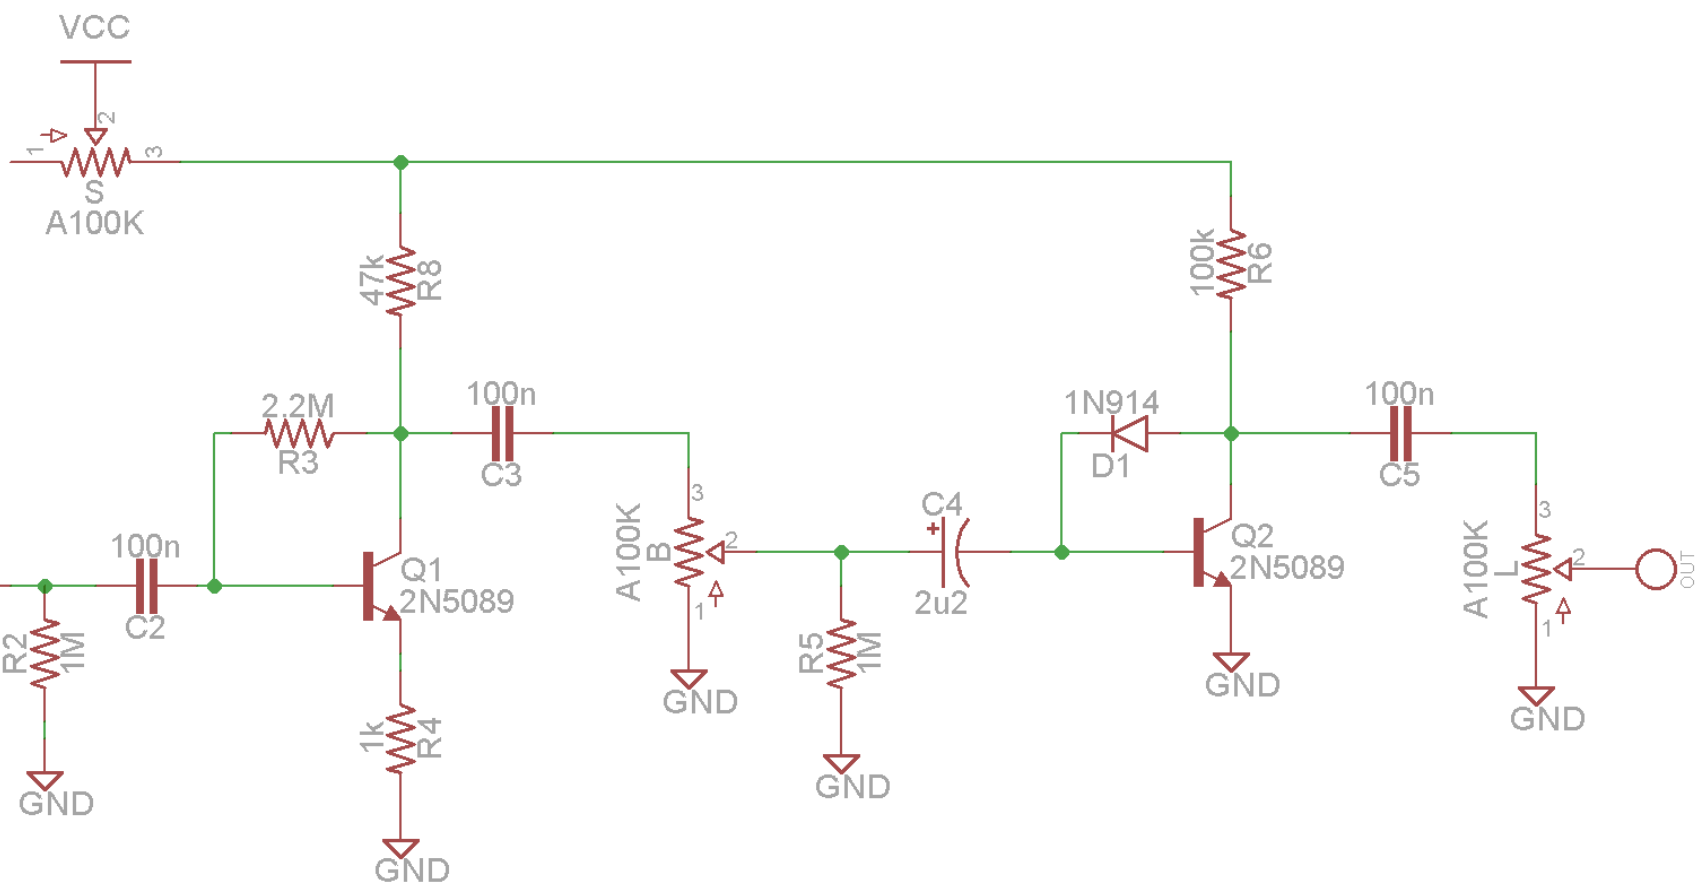 VCC
2
1
3
S
A100K
47k
R8
100k
R6
2.2M
R3
100n
C3
1N914
D1
100n
C5
3
A100K
B
2
1
GND
C4
+
2u2
Q2
2N5089
GND
3
A100K
L
2
1
GND
OUT
100n
C2
Q1
2N5089
R2
1M
GND
1k
R4
GND
R5
1M
GND